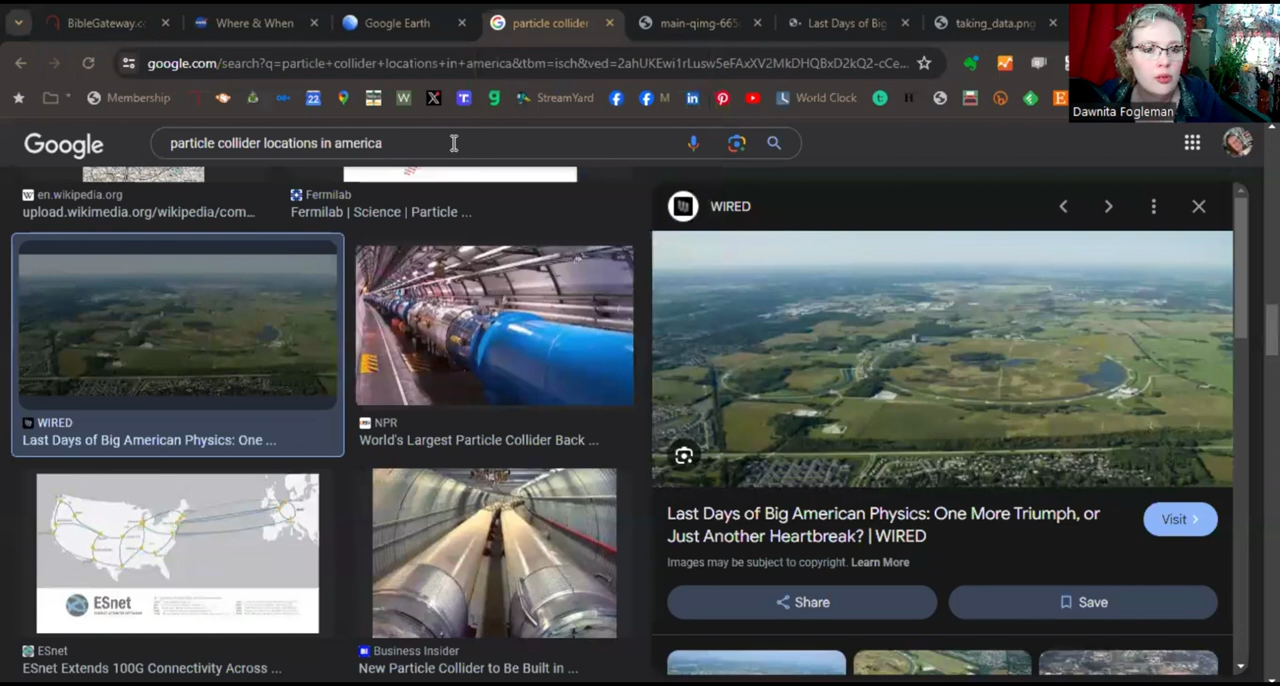 BibleGateway.c
Where & When
Google Earth
particle collider
main-qimg-665
Last Days of Big
taking_data.png
google.com/search?q=particle+collider+locations+in+america&tbm=isch&ved=2ahUKEwi1rLusw5eFAxXV2MkDHQBxD2kQ2-cCe...
Membership
22
StreamYard
M
World Clock
Dawnita Fogleman
Google
particle collider locations in america
en.wikipedia.org
upload.wikimedia.org/wikipedia/com...
Fermilab
Fermilab | Science | Particle ...
WIRED
Last Days of Big American Physics: One ...
NPR
World's Largest Particle Collider Back ...
ESnet
ESnet
ESnet Extends 100G Connectivity Across ...
Business Insider
New Particle Collider to Be Built in ...
WIRED
Last Days of Big American Physics: One More Triumph, or
Just Another Heartbreak? | WIRED
Visit
Images may be subject to copyright. Learn More
Share
Save